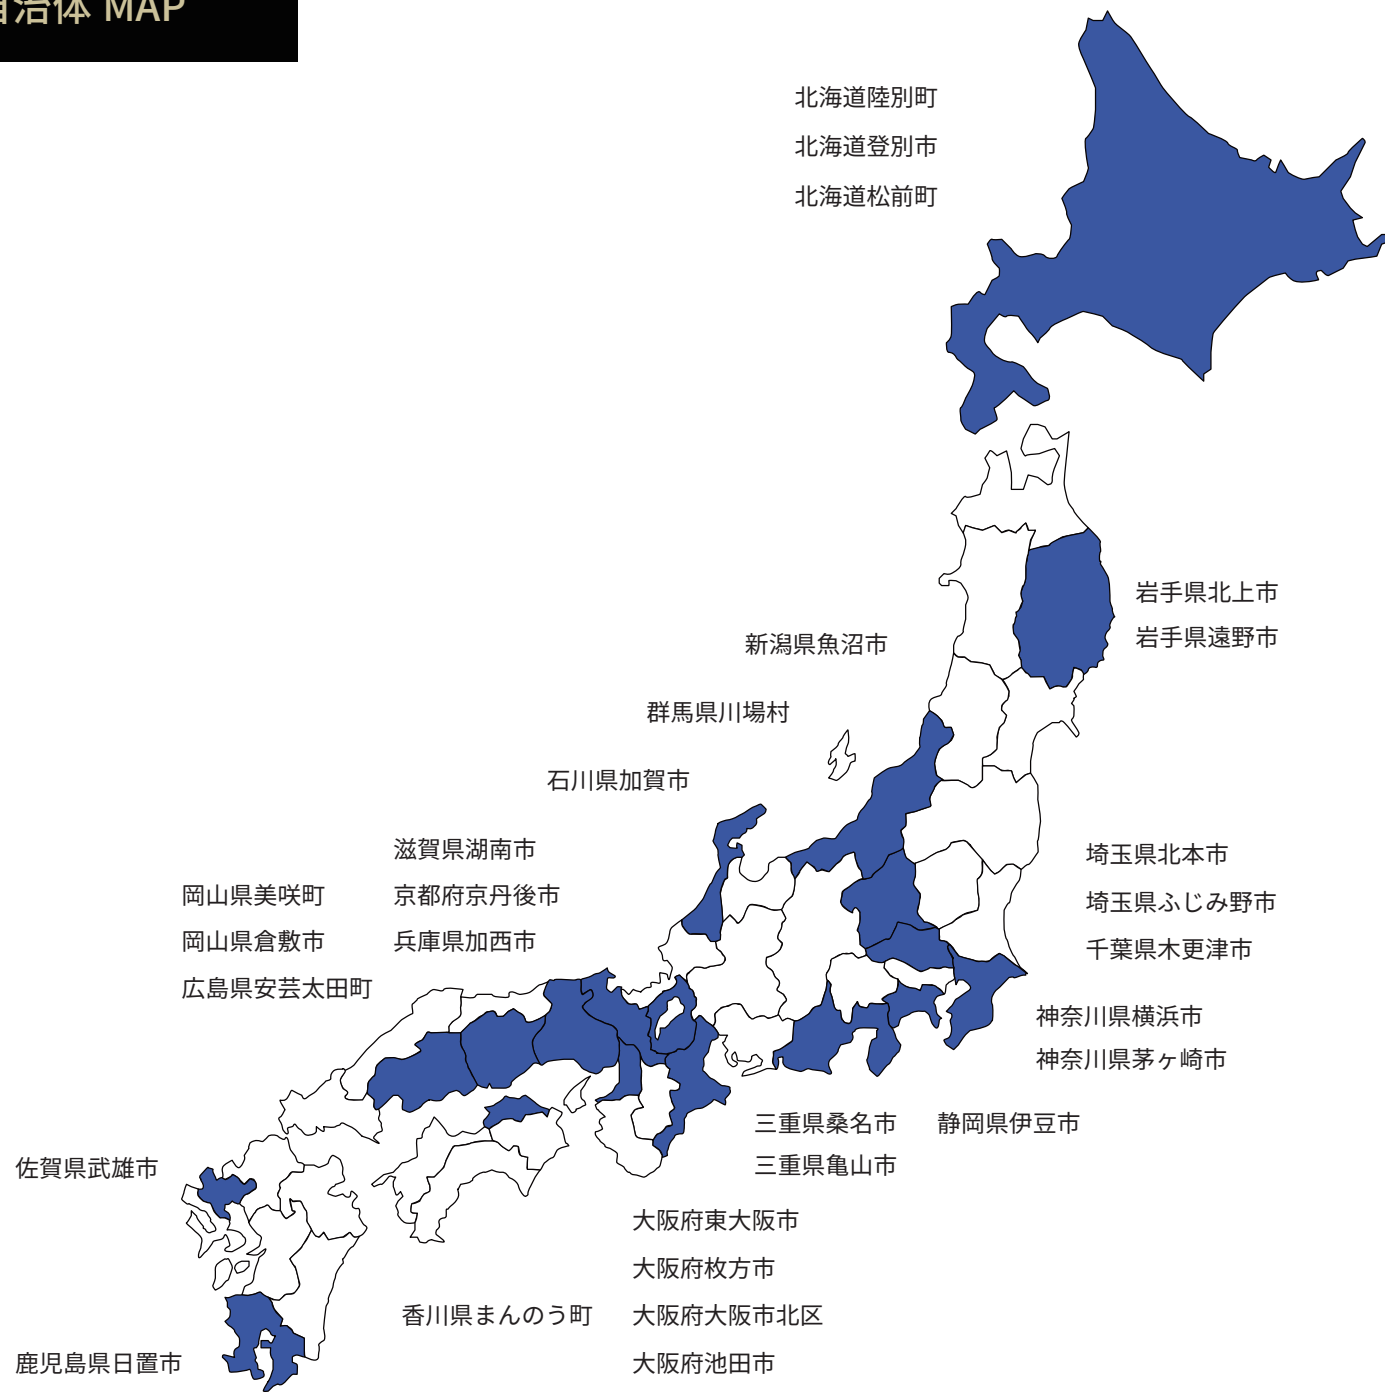 自治体 MAP
北海道陸別町
北海道登別市
北海道松前町
岩手県北上市
岩手県遠野市
新潟県魚沼市
群馬県川場村
石川県加賀市
滋賀県湖南市
京都府京丹後市
兵庫県加西市
岡山県美咲町
岡山県倉敷市
広島県安芸太田町
埼玉県北本市
埼玉県ふじみ野市
千葉県木更津市
神奈川県横浜市
神奈川県茅ヶ崎市
三重県桑名市
三重県亀山市
静岡県伊豆市
佐賀県武雄市
大阪府東大阪市
大阪府枚方市
大阪府大阪市北区
大阪府池田市
香川県まんのう町
鹿児島県日置市